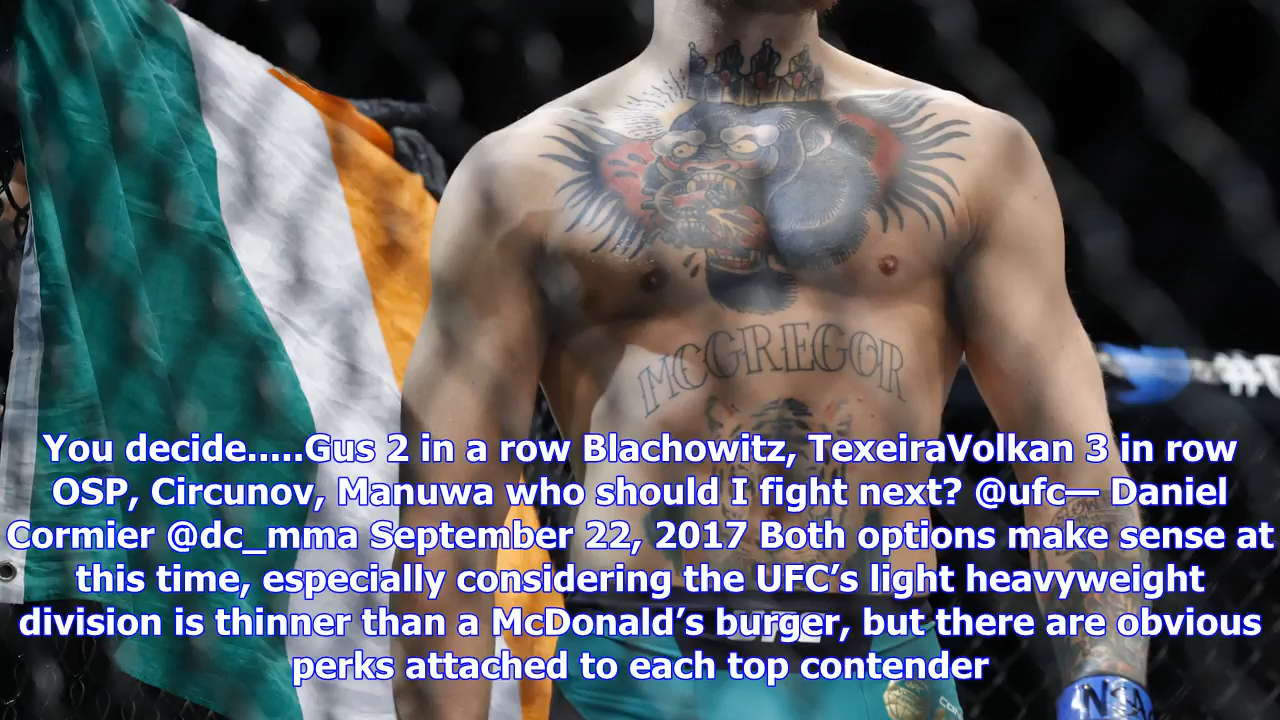 MCGREGOR
You decide.....Gus 2 in a row Blachowitz, TexeiraVolkan 3 in row
OSP, Circunov, Manuwa who should I fight next? @ufc— Daniel
Cormier @dc_mma September 22, 2017 Both options make sense at
this time, especially considering the UFC’s light heavyweight
division is thinner than a McDonald’s burger, but there are obvious
perks attached to each top contender